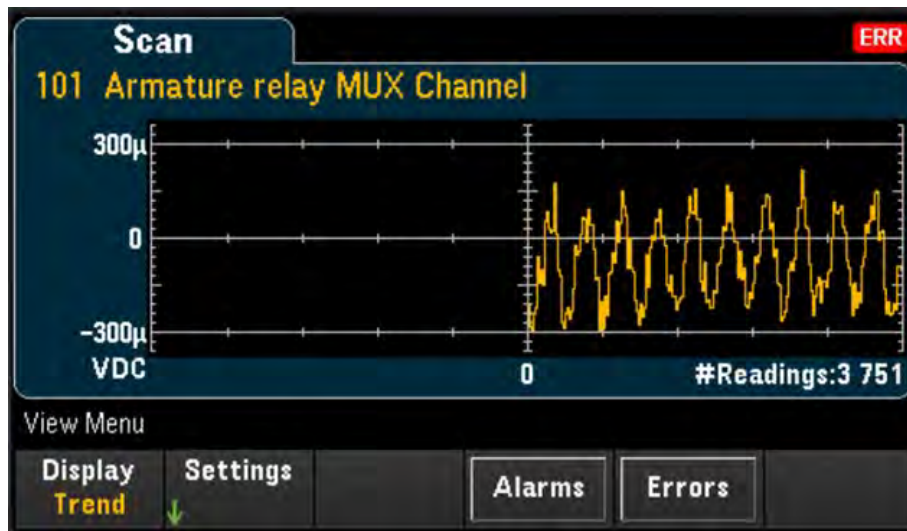 Scan
ERR
101 Armature relay MUX Channel
300µ
0
-300µ
VDC
0 #Readings:3 751
View Menu
Display Settings Alarms Errors
Trend